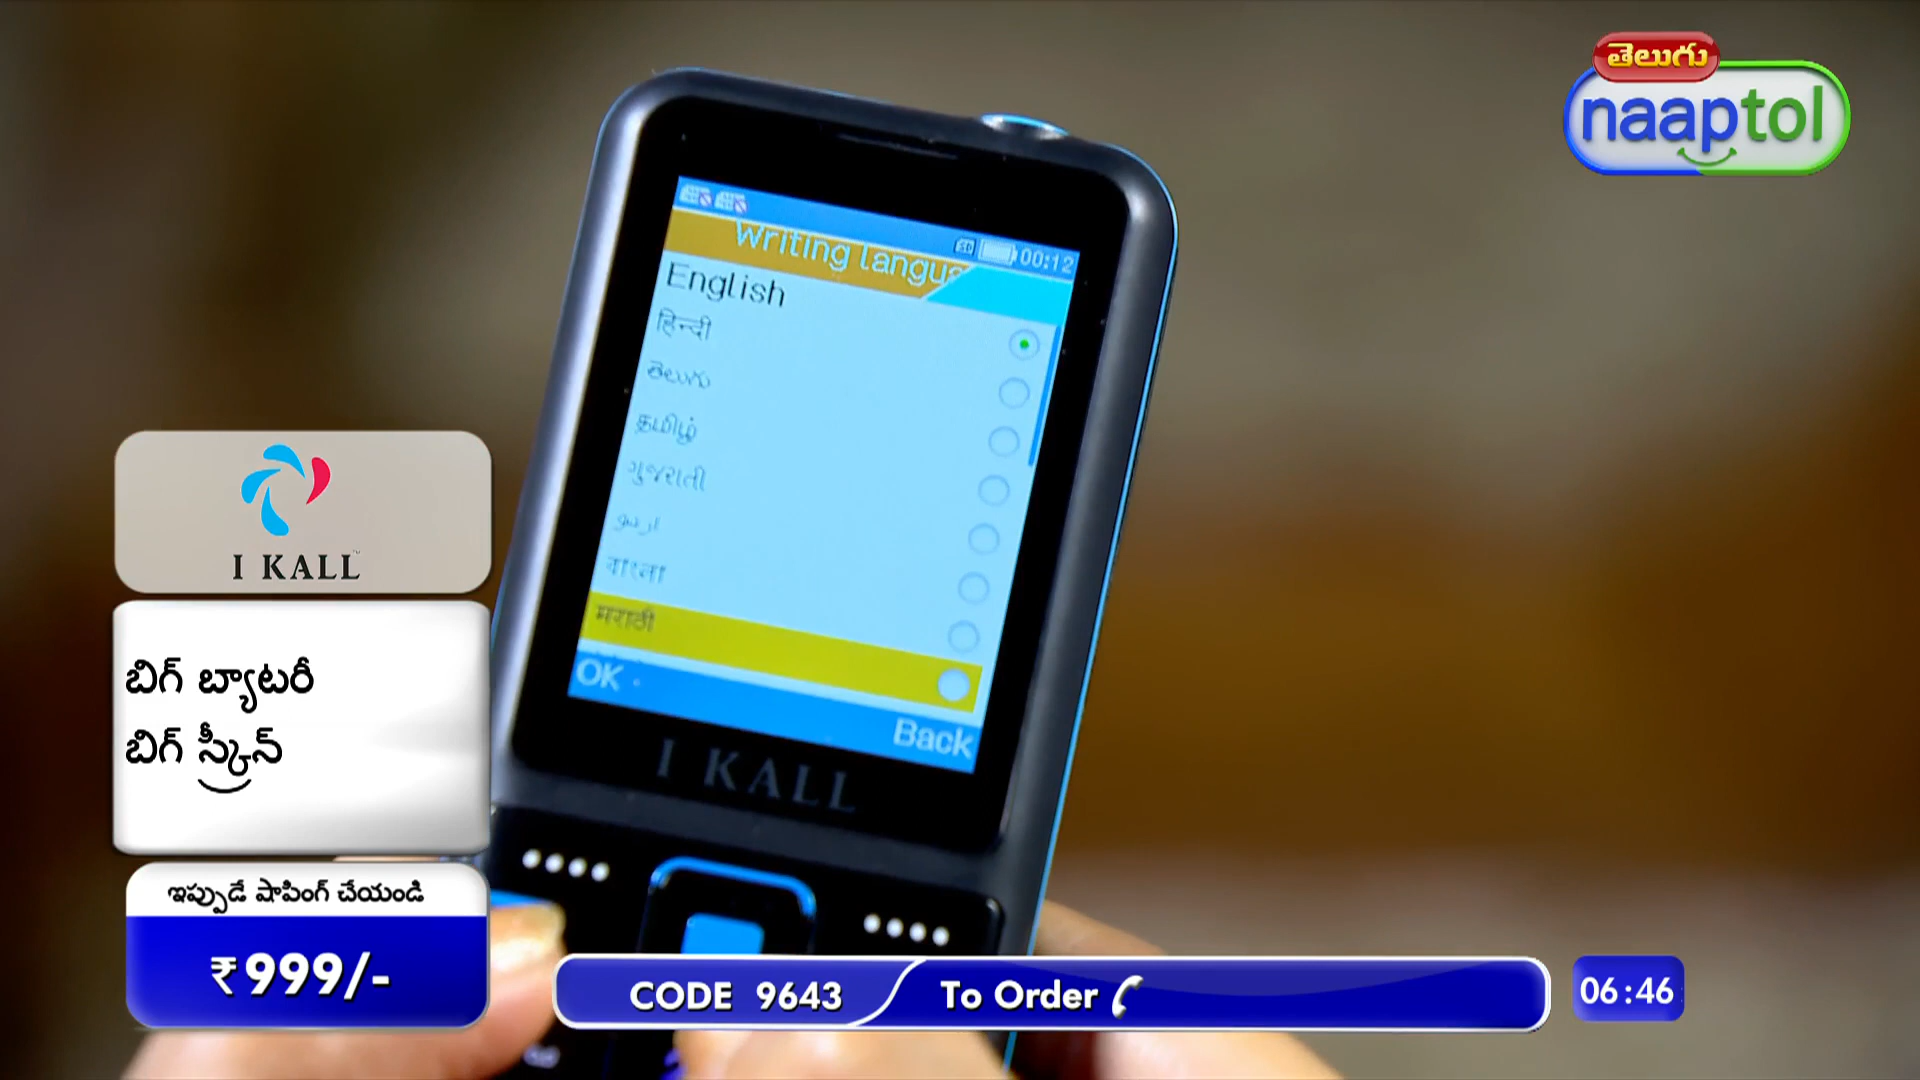 తెలుగు
naaptol
00:12
Writing langua
English
हिन्दी
తెలుగు
தமிழ்
ગુજરાતી
اردو
বাংলা
मराठी
OK
Back
I KALL
I KALL
బిగ్ బ్యాటరీ
బిగ్ స్క్రీన్
ఇప్పుడే షాపింగ్ చేయండి
₹999/-
CODE 9643 To Order
06:46